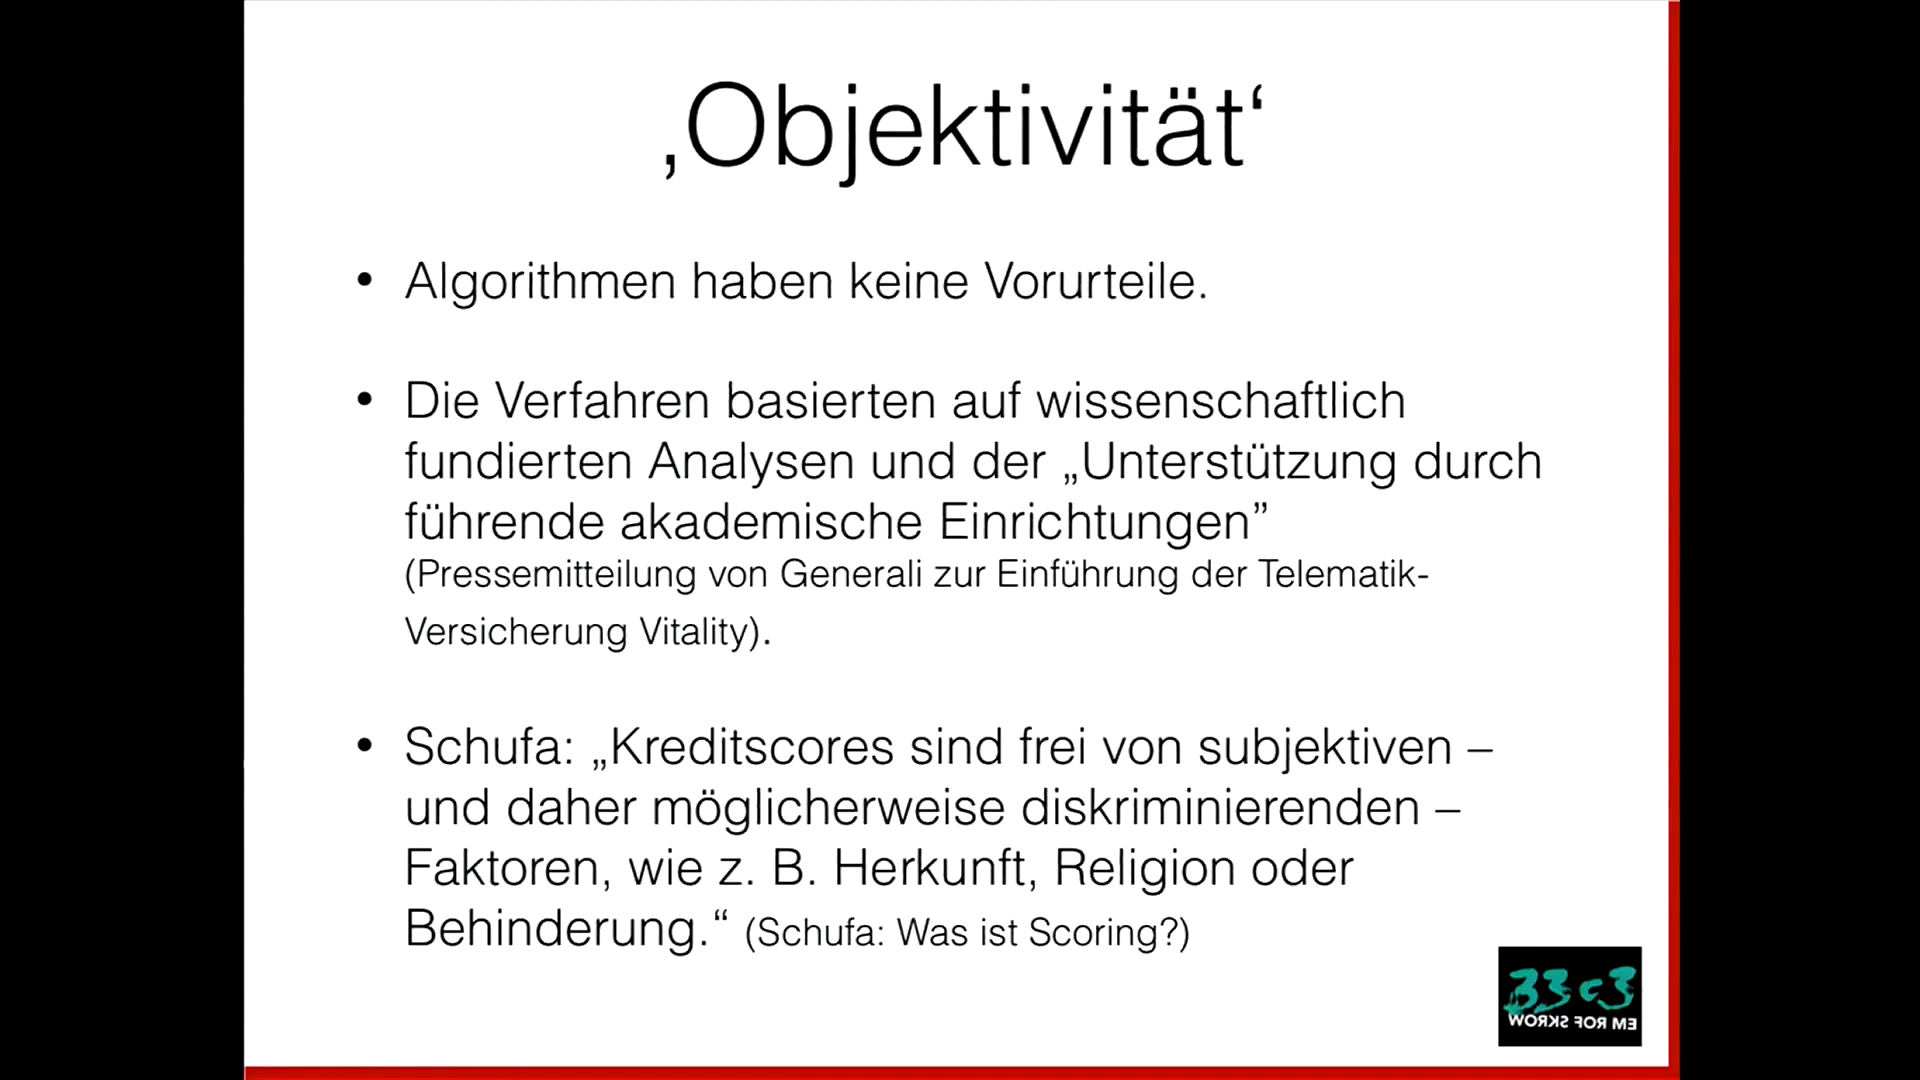 ‚Objektivität‘
• Algorithmen haben keine Vorurteile.
• Die Verfahren basierten auf wissenschaftlich
fundierten Analysen und der „Unterstützung durch
führende akademische Einrichtungen”
(Pressemitteilung von Generali zur Einführung der Telematik-
Versicherung Vitality).
• Schufa: „Kreditscores sind frei von subjektiven –
und daher möglicherweise diskriminierenden –
Faktoren, wie z. B. Herkunft, Religion oder
Behinderung.“ (Schufa: Was ist Scoring?)
33c3
WORKS FOR ME